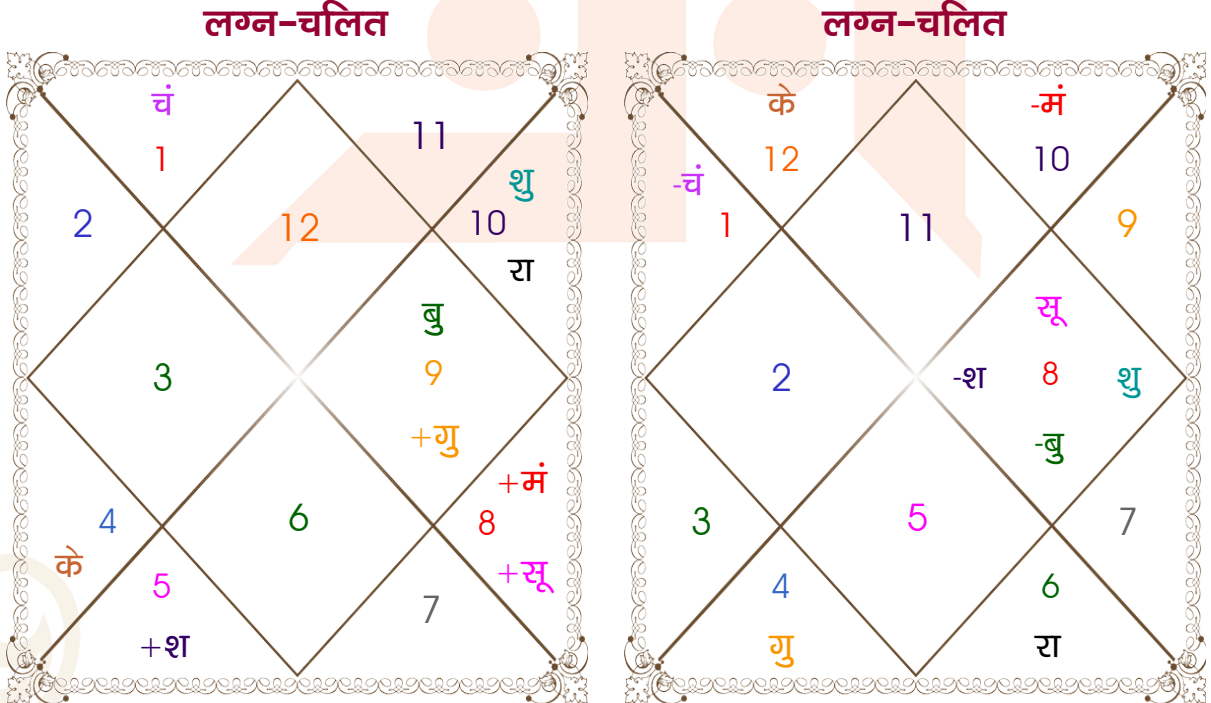 लग्न-चलित
चं
1
11
शु
2
12
10
रा
बु
3
9
+गु
+मं
4
6
8
के
5
+सू
7
+श
लग्न-चलित
के
-मं
12
10
-चं
1
11
9
सू
2
-श
8
शु
-बु
3
5
7
4
6
गु
रा